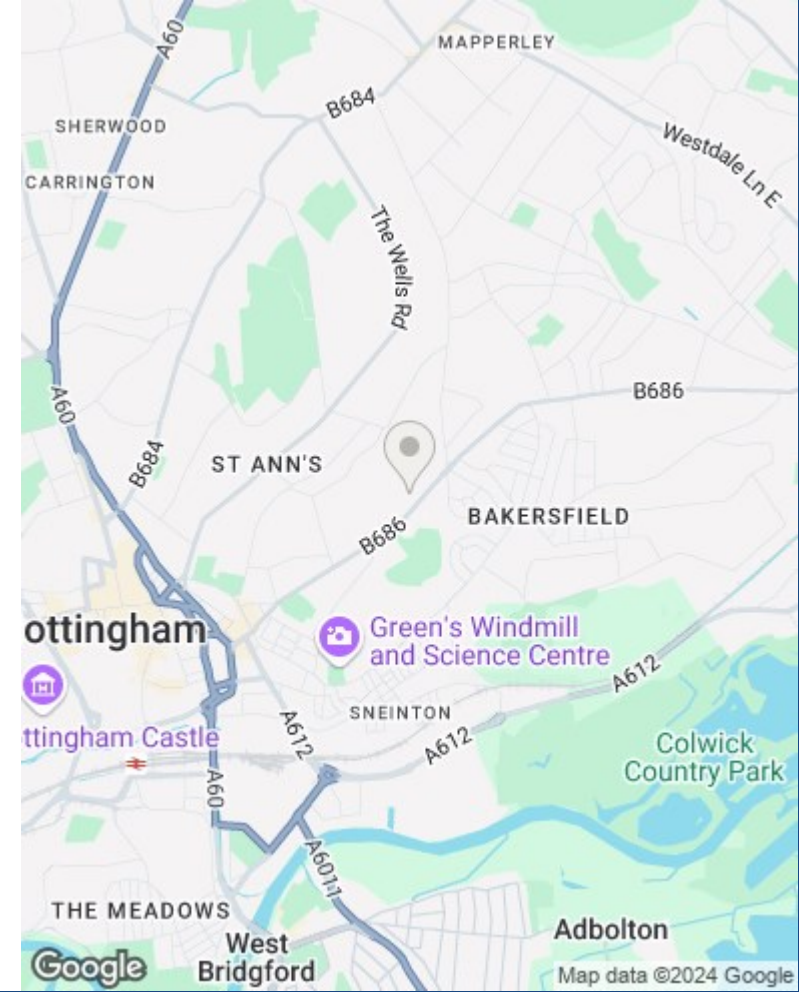 MAPPERLEY
A60
B684
SHERWOOD
Westdale Ln E
CARRINGTON
The Wells Rd
B686
A60
B684
ST ANN'S
BAKERSFIELD
B686
ottingham
Green's Windmill
and Science Centre
A612
SNEINTON
ttingham Castle
A612
A612
Colwick
Country Park
A60
A6011
THE MEADOWS
Adbolton
West
Bridgford
Google
Map data ©2024 Google